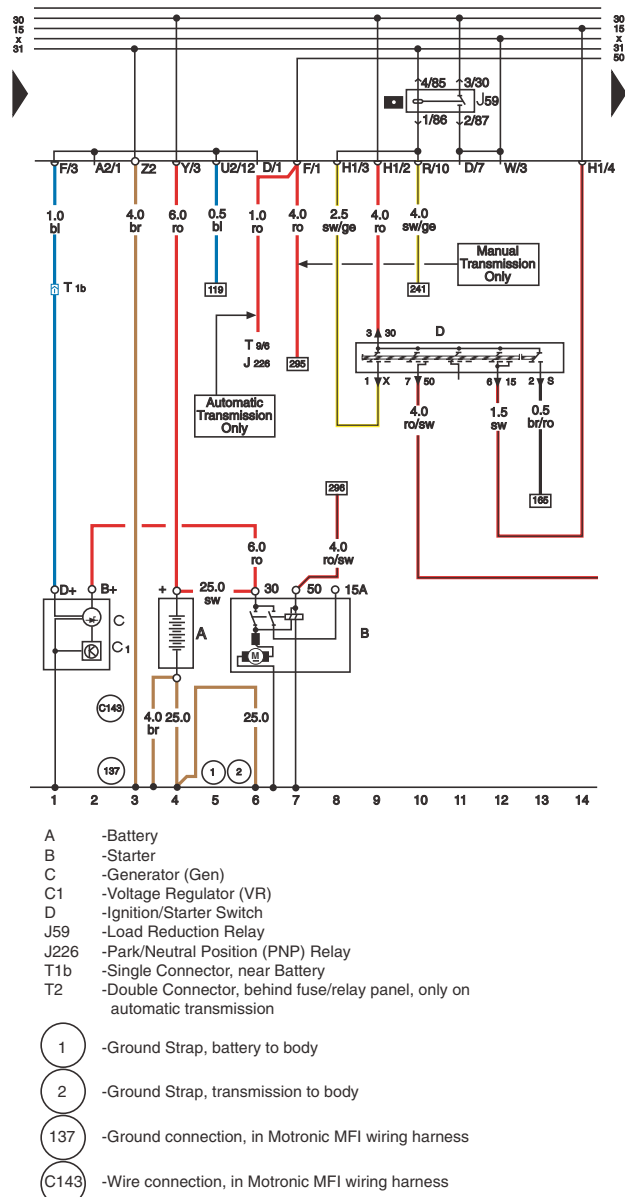 30 30
15 15
x x
31 31
50
4/85 3/30
J59
1/86 2/87
F/3 A2/1 Z2 Y/3 U2/12 D/1 F/1 H1/3 H1/2 R/10 D/7 W/3 H1/4
1.0 4.0 6.0 0.5 1.0 4.0 2.5 4.0 4.0
bl br ro bl ro ro sw/ge ro sw/ge
Manual
Transmission
Only
T 1b
119
241
T 9/6
J 226
295
3 30 D
1 X 7 50 6 15 2 S
Automatic
Transmission
Only
4.0 1.5 0.5
ro/sw sw br/ro
296
165
6.0 4.0
ro ro/sw
D+ B+ + 25.0 30 50 15A
sw
C
A
B
C1
M
C143
4.0 25.0 25.0
br
137
1 2
1 2 3 4 5 6 7 8 9 10 11 12 13 14
A -Battery
B -Starter
C -Generator (Gen)
C1 -Voltage Regulator (VR)
D -Ignition/Starter Switch
J59 -Load Reduction Relay
J226 -Park/Neutral Position (PNP) Relay
T1b -Single Connector, near Battery
T2 -Double Connector, behind fuse/relay panel, only on
automatic transmission
1 -Ground Strap, battery to body
2 -Ground Strap, transmission to body
137 -Ground connection, in Motronic MFI wiring harness
C143 -Wire connection, in Motronic MFI wiring harness